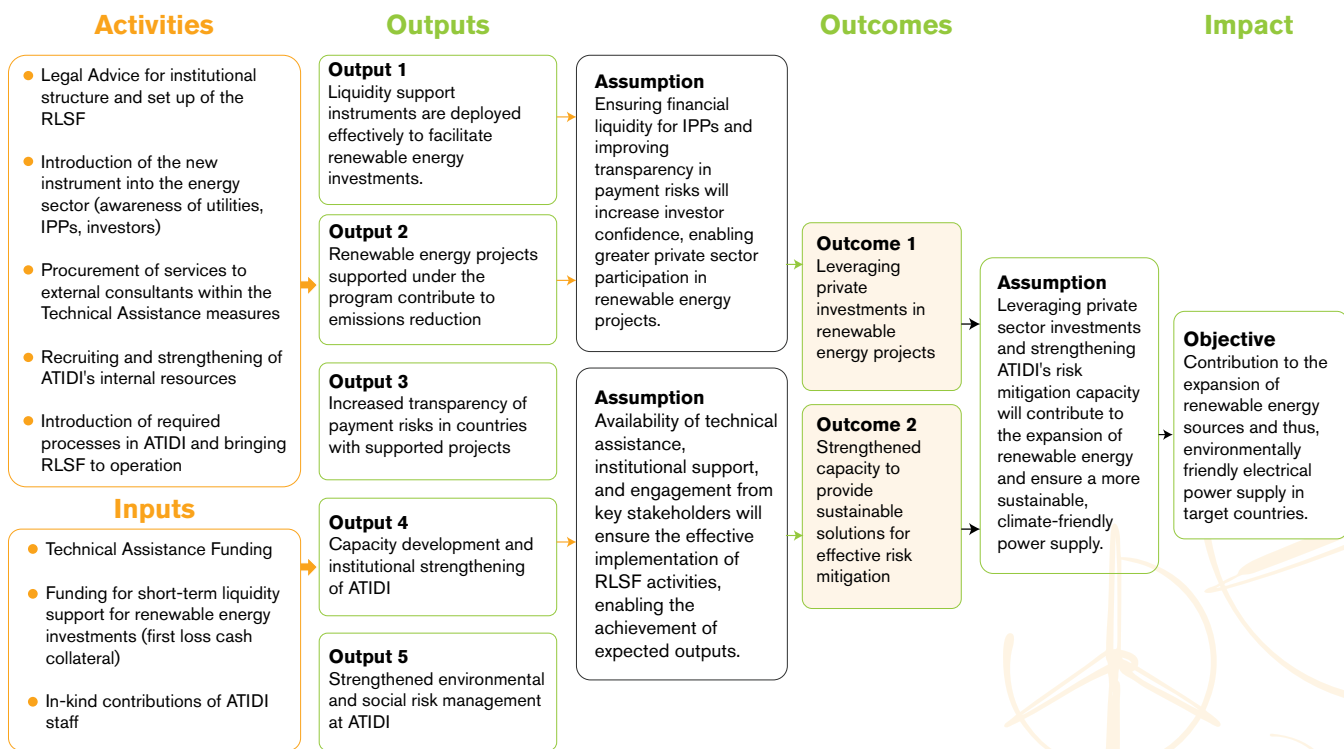 Activities
Legal Advice for institutional
structure and set up of the
RLSF
Introduction of the new
instrument into the energy
sector (awareness of utilities,
IPPs, investors)
Procurement of services to
external consultants within the
Technical Assistance measures
Recruiting and strengthening of
ATIDI's internal resources
Introduction of required
processes in ATIDI and bringing
RLSF to operation
Inputs
Technical Assistance Funding
Funding for short-term liquidity
support for renewable energy
investments (first loss cash
collateral)
In-kind contributions of ATIDI
staff
Outputs
Output 1
Liquidity support
instruments are deployed
effectively to facilitate
renewable energy
investments.
Output 2
Renewable energy projects
supported under the
program contribute to
emissions reduction
Output 3
Increased transparency of
payment risks in countries
with supported projects
Output 4
Capacity development and
institutional strengthening
of ATIDI
Output 5
Strengthened environmental
and social risk management
at ATIDI
Assumption
Ensuring financial
liquidity for IPPs and
improving
transparency in
payment risks will
increase investor
confidence, enabling
greater private sector
participation in
renewable energy
projects.
Assumption
Availability of technical
assistance,
institutional support,
and engagement from
key stakeholders will
ensure the effective
implementation of
RLSF activities,
enabling the
achievement of
expected outputs.
Outcomes
Outcome 1
Leveraging
private
investments in
renewable
energy projects
Outcome 2
Strengthened
capacity to
provide
sustainable
solutions for
effective risk
mitigation
Assumption
Leveraging private
sector investments
and strengthening
ATIDI's risk
mitigation capacity
will contribute to
the expansion of
renewable energy
and ensure a more
sustainable,
climate-friendly
power supply.
Impact
Objective
Contribution to the
expansion of
renewable energy
sources and thus,
environmentally
friendly electrical
power supply in
target countries.